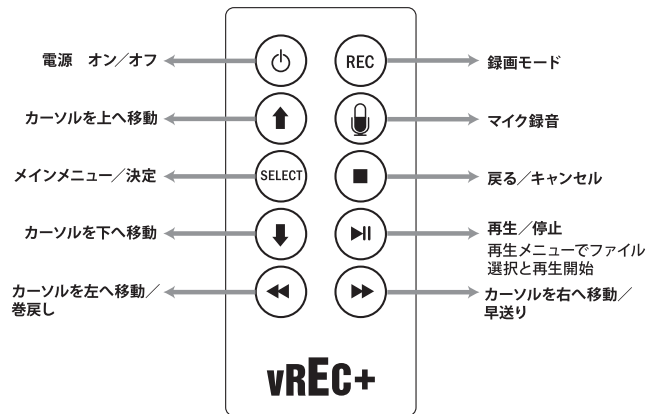 電源 オン／オフ
REC
録画モード
カーソルを上へ移動
マイク録音
メインメニュー／決定
SELECT
戻る／キャンセル
カーソルを下へ移動
再生／停止
再生メニューでファイル
選択と再生開始
カーソルを左へ移動／
巻戻し
カーソルを右へ移動／
早送り
vREC+